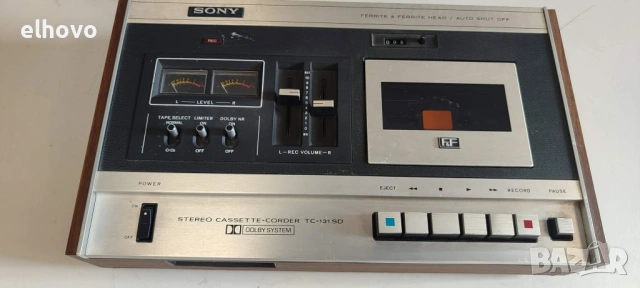 elhovo
SONY
FERRITE & FERRITE HEAD / AUTO SHUT OFF
REC
L — LEVEL — R
TAPE SELECT LIMITER DOLBY NR
NORMAL ON ON
CrO₂ OFF OFF
L – REC VOLUME – R
F&F
POWER
ON
OFF
EJECT ◀◀ ■ ▶ ▶▶ RECORD PAUSE
STEREO CASSETTE-CORDER TC-131SD
DOLBY SYSTEM
bazar